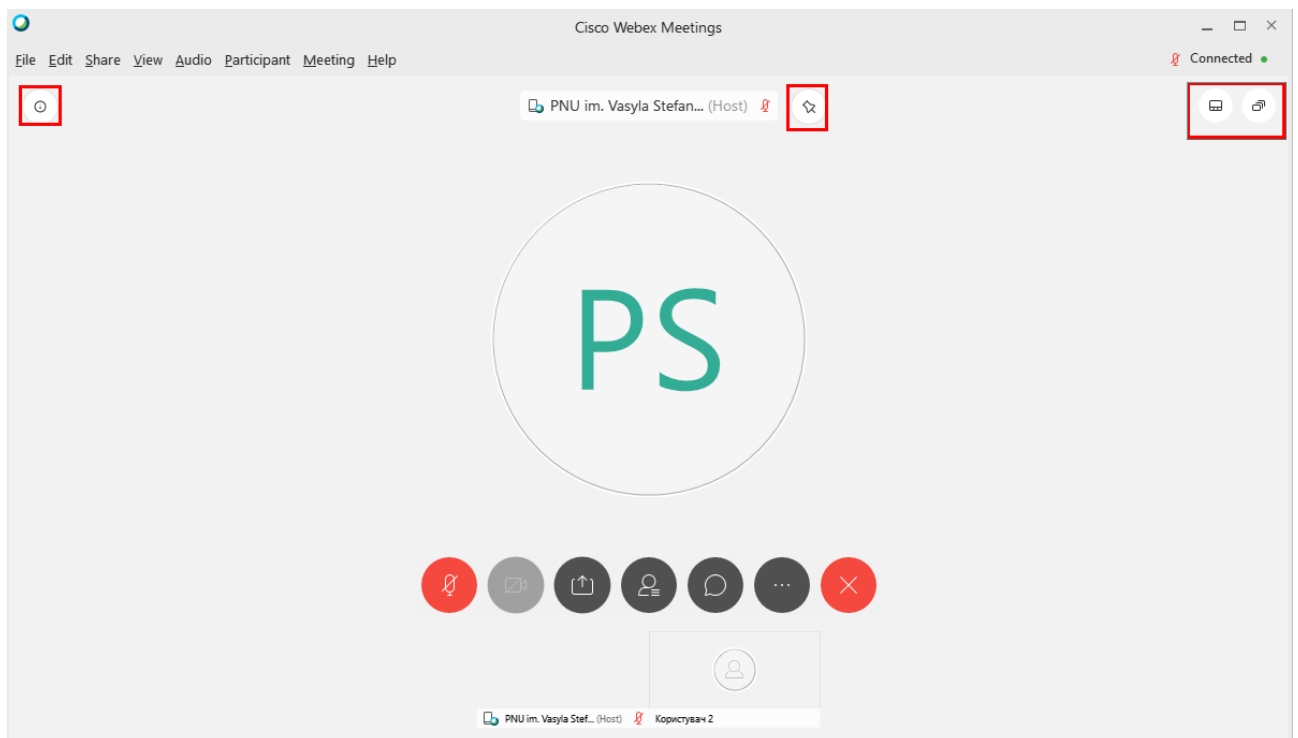 Cisco Webex Meetings
File Edit Share View Audio Participant Meeting Help
Connected
PNU im. Vasyla Stefan... (Host)
PS
PNU im. Vasyla Stef... (Host) Користувач 2